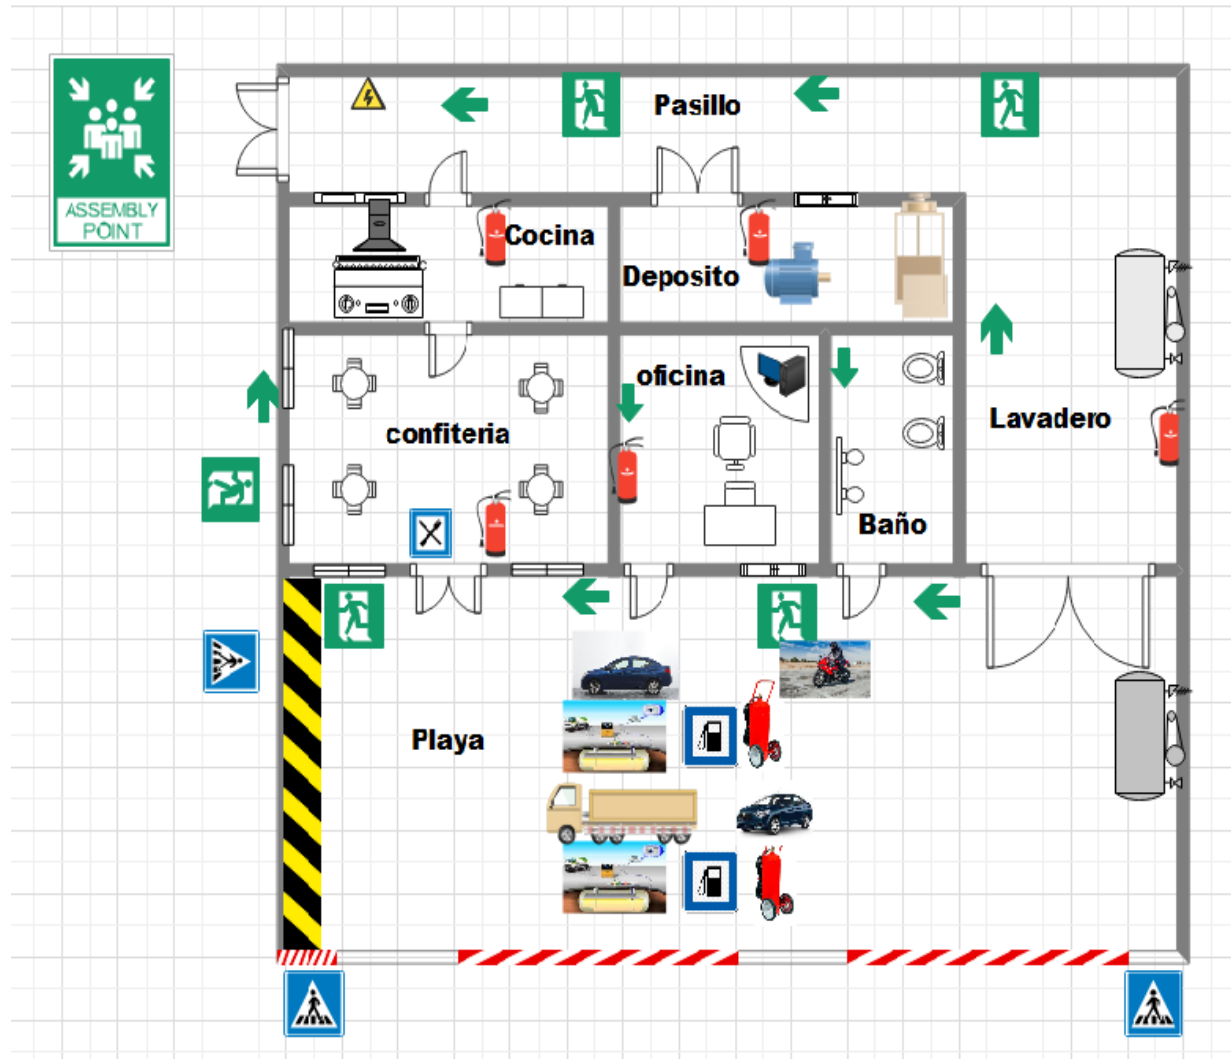 Pasillo
ASSEMBLY
POINT
Cocina
Deposito
oficina
confiteria
Lavadero
Baño
Playa